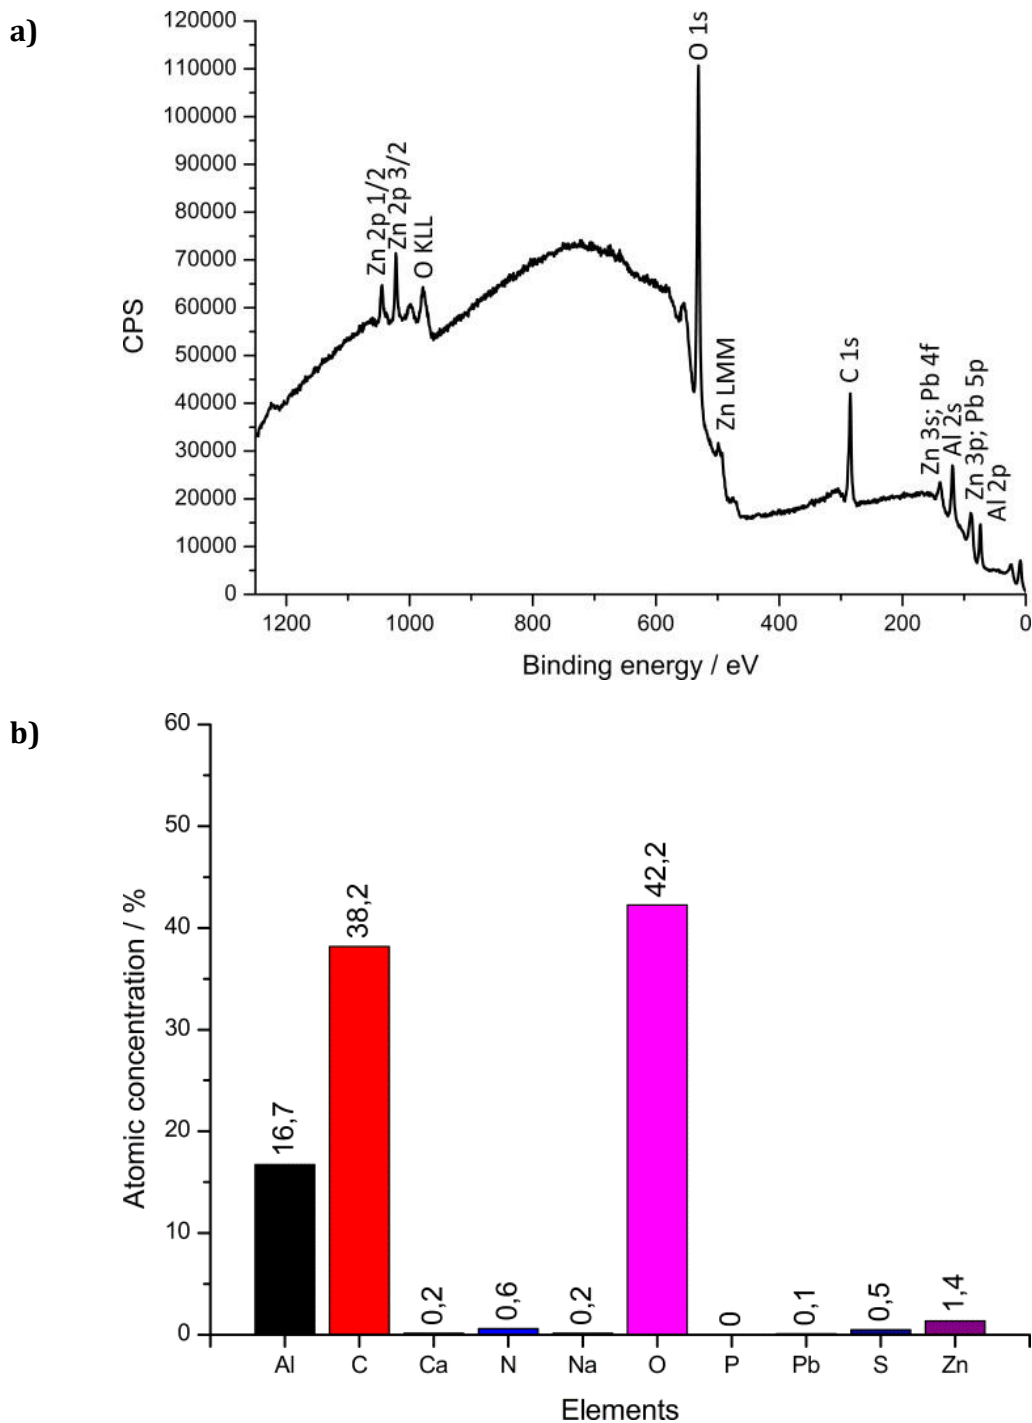 a)
120000
110000
100000
90000
80000
70000
60000
50000
40000
30000
20000
10000
0
CPS
Zn 2p 1/2
Zn 2p 3/2
O KLL
O 1s
Zn LMM
C 1s
Zn 3s; Pb 4f
Al 2s
Zn 3p; Pb 5p
Al 2p
1200 1000 800 600 400 200 0
Binding energy / eV
b)
60
50
40
30
20
10
0
Atomic concentration / %
16,7
38,2
0,2
0,6
0,2
42,2
0
0,1
0,5
1,4
Al C Ca N Na O P Pb S Zn
Elements